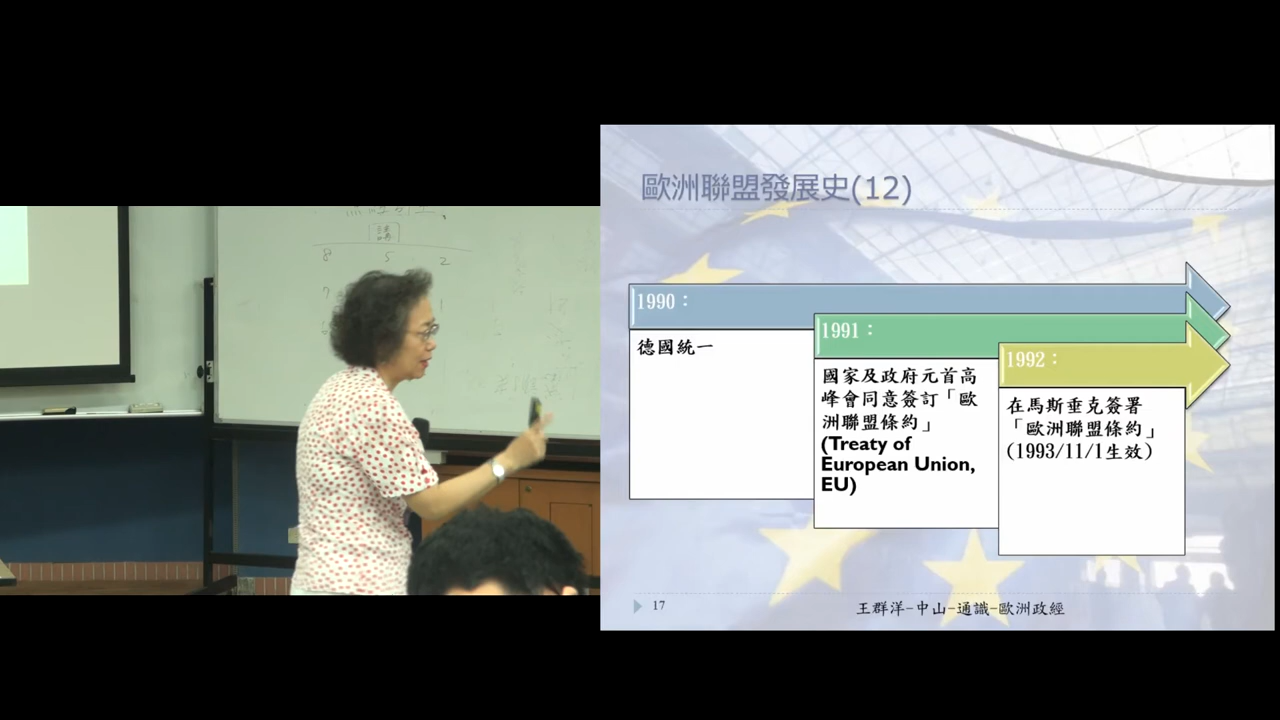 8 5 2
歐洲聯盟發展史(12)
1990：
德國統一
1991：
國家及政府元首高
峰會同意簽訂「歐
洲聯盟條約」
(Treaty of
European Union,
EU)
1992：
在馬斯垂克簽署
「歐洲聯盟條約」
(1993/11/1生效)
17
王群洋-中山-通識-歐洲政經